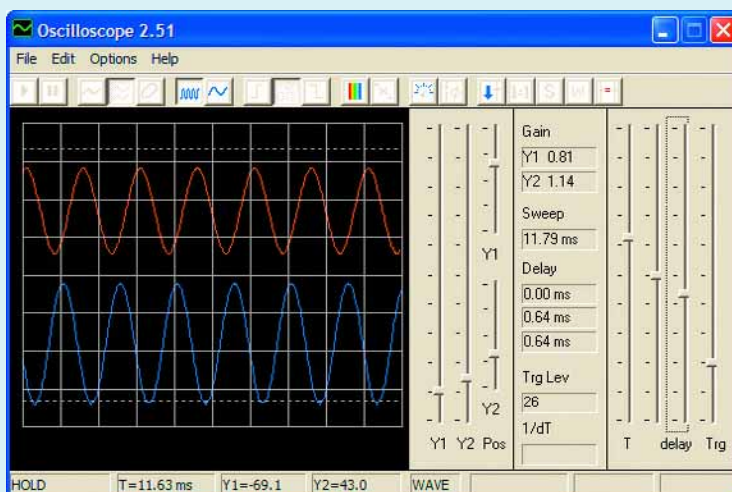 Oscilloscope 2.51
File Edit Options Help
Gain
Y1 0.81
Y2 1.14
Sweep
11.79 ms
Y1
Delay
0.00 ms
0.64 ms
0.64 ms
Trg Lev
26
Y2
1/dT
Y1 Y2 Pos
T delay Trg
HOLD T=11.63 ms Y1=-69.1 Y2=43.0 WAVE